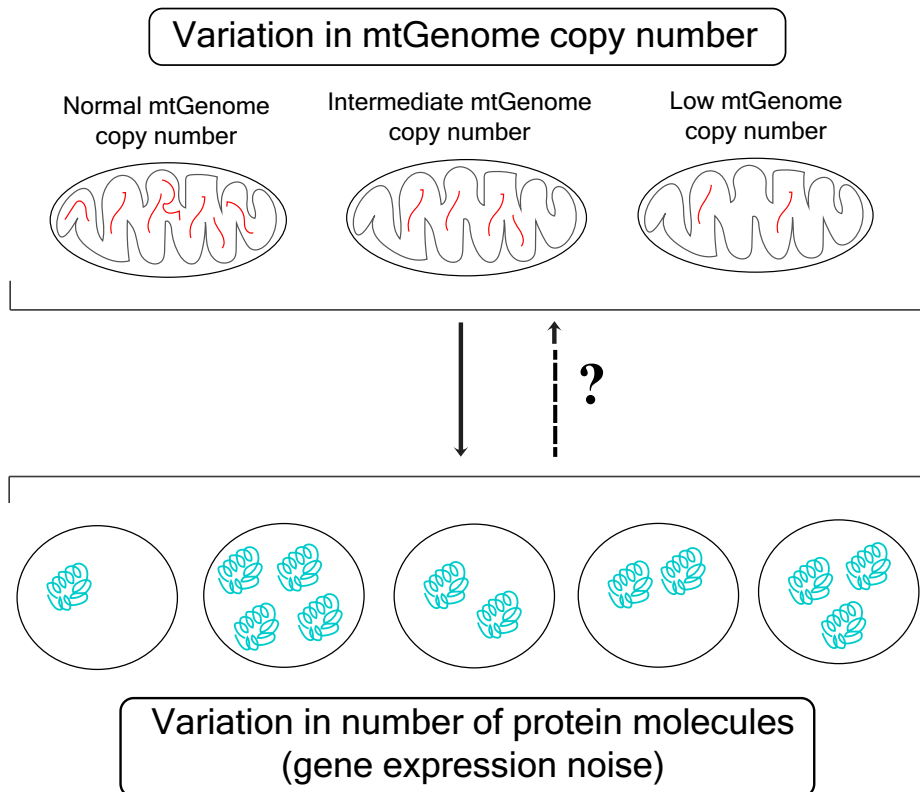 Variation in mtGenome copy number
Normal mtGenome
copy number
Intermediate mtGenome
copy number
Low mtGenome
copy number
?
Variation in number of protein molecules
(gene expression noise)